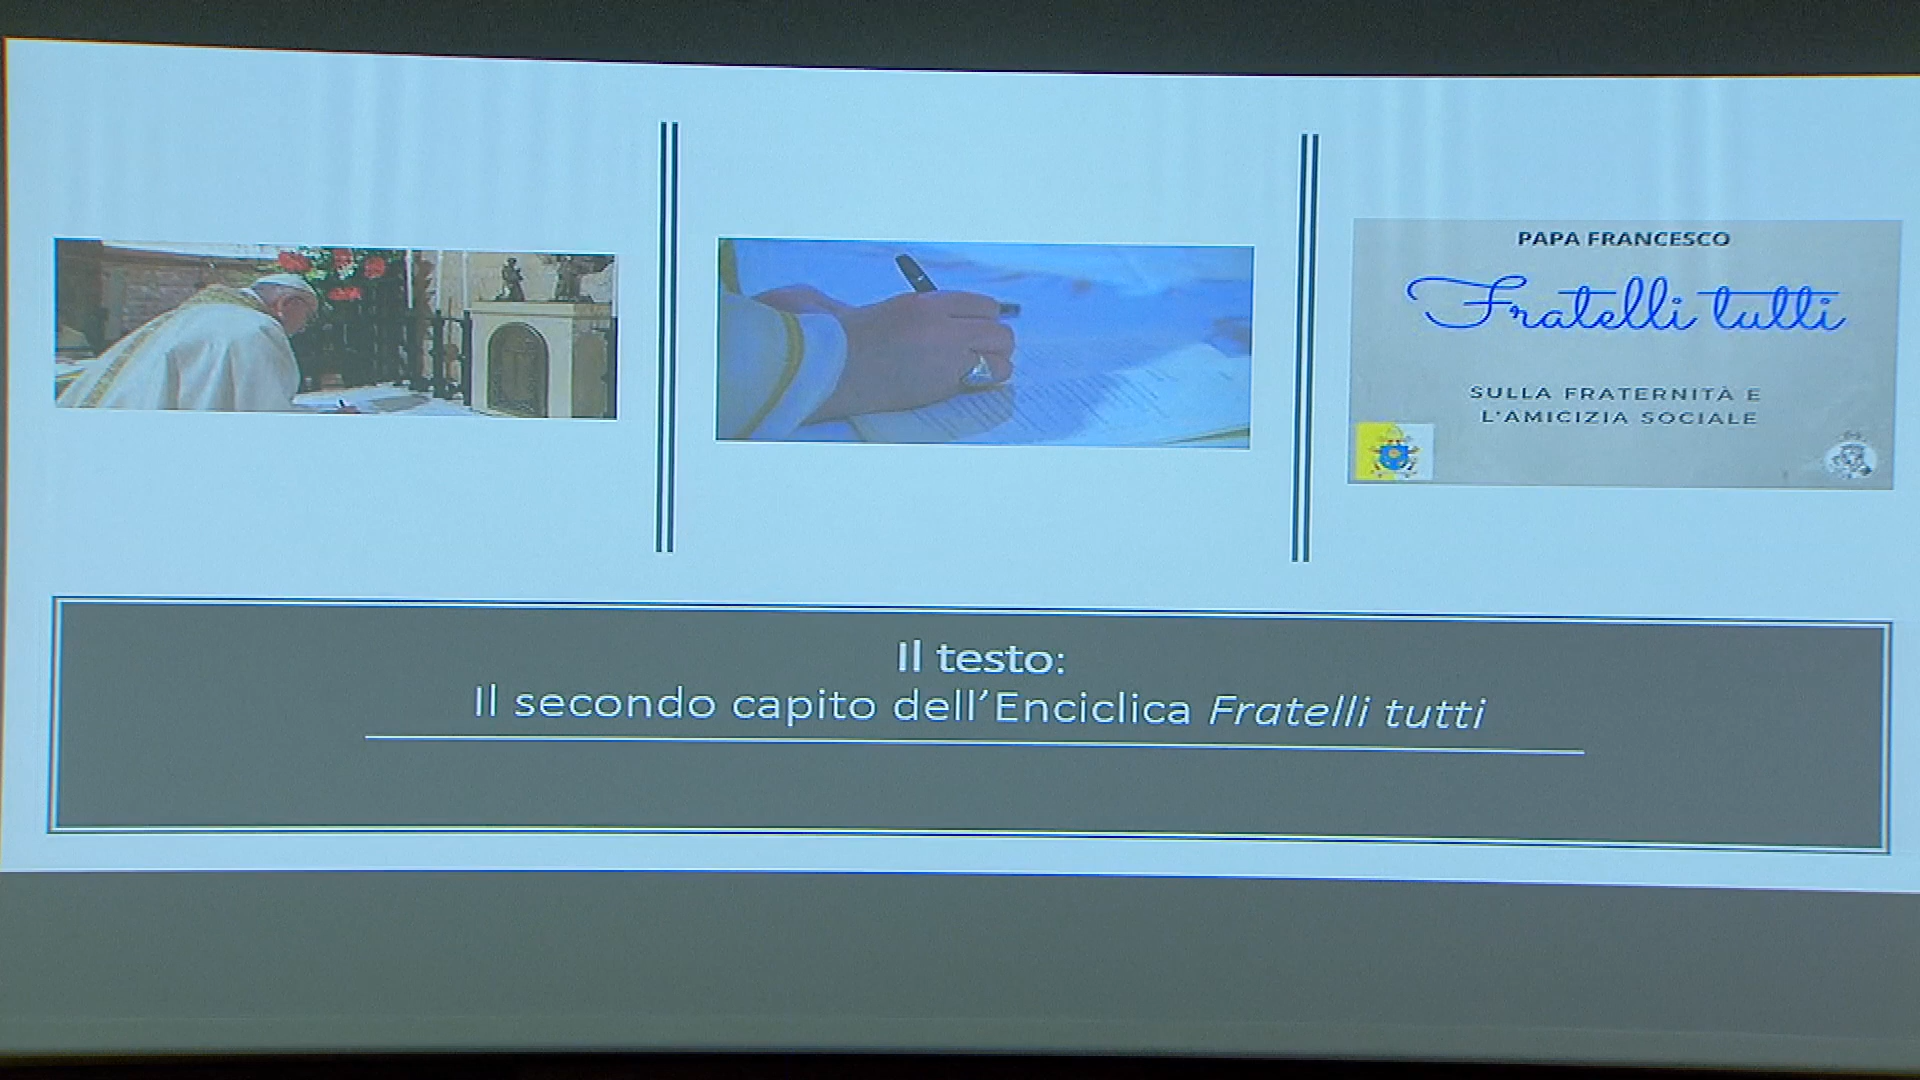 PAPA FRANCESCO
Fratelli tutti
SULLA FRATERNITÀ E
L'AMICIZIA SOCIALE
Il testo:
Il secondo capito dell'Enciclica Fratelli tutti